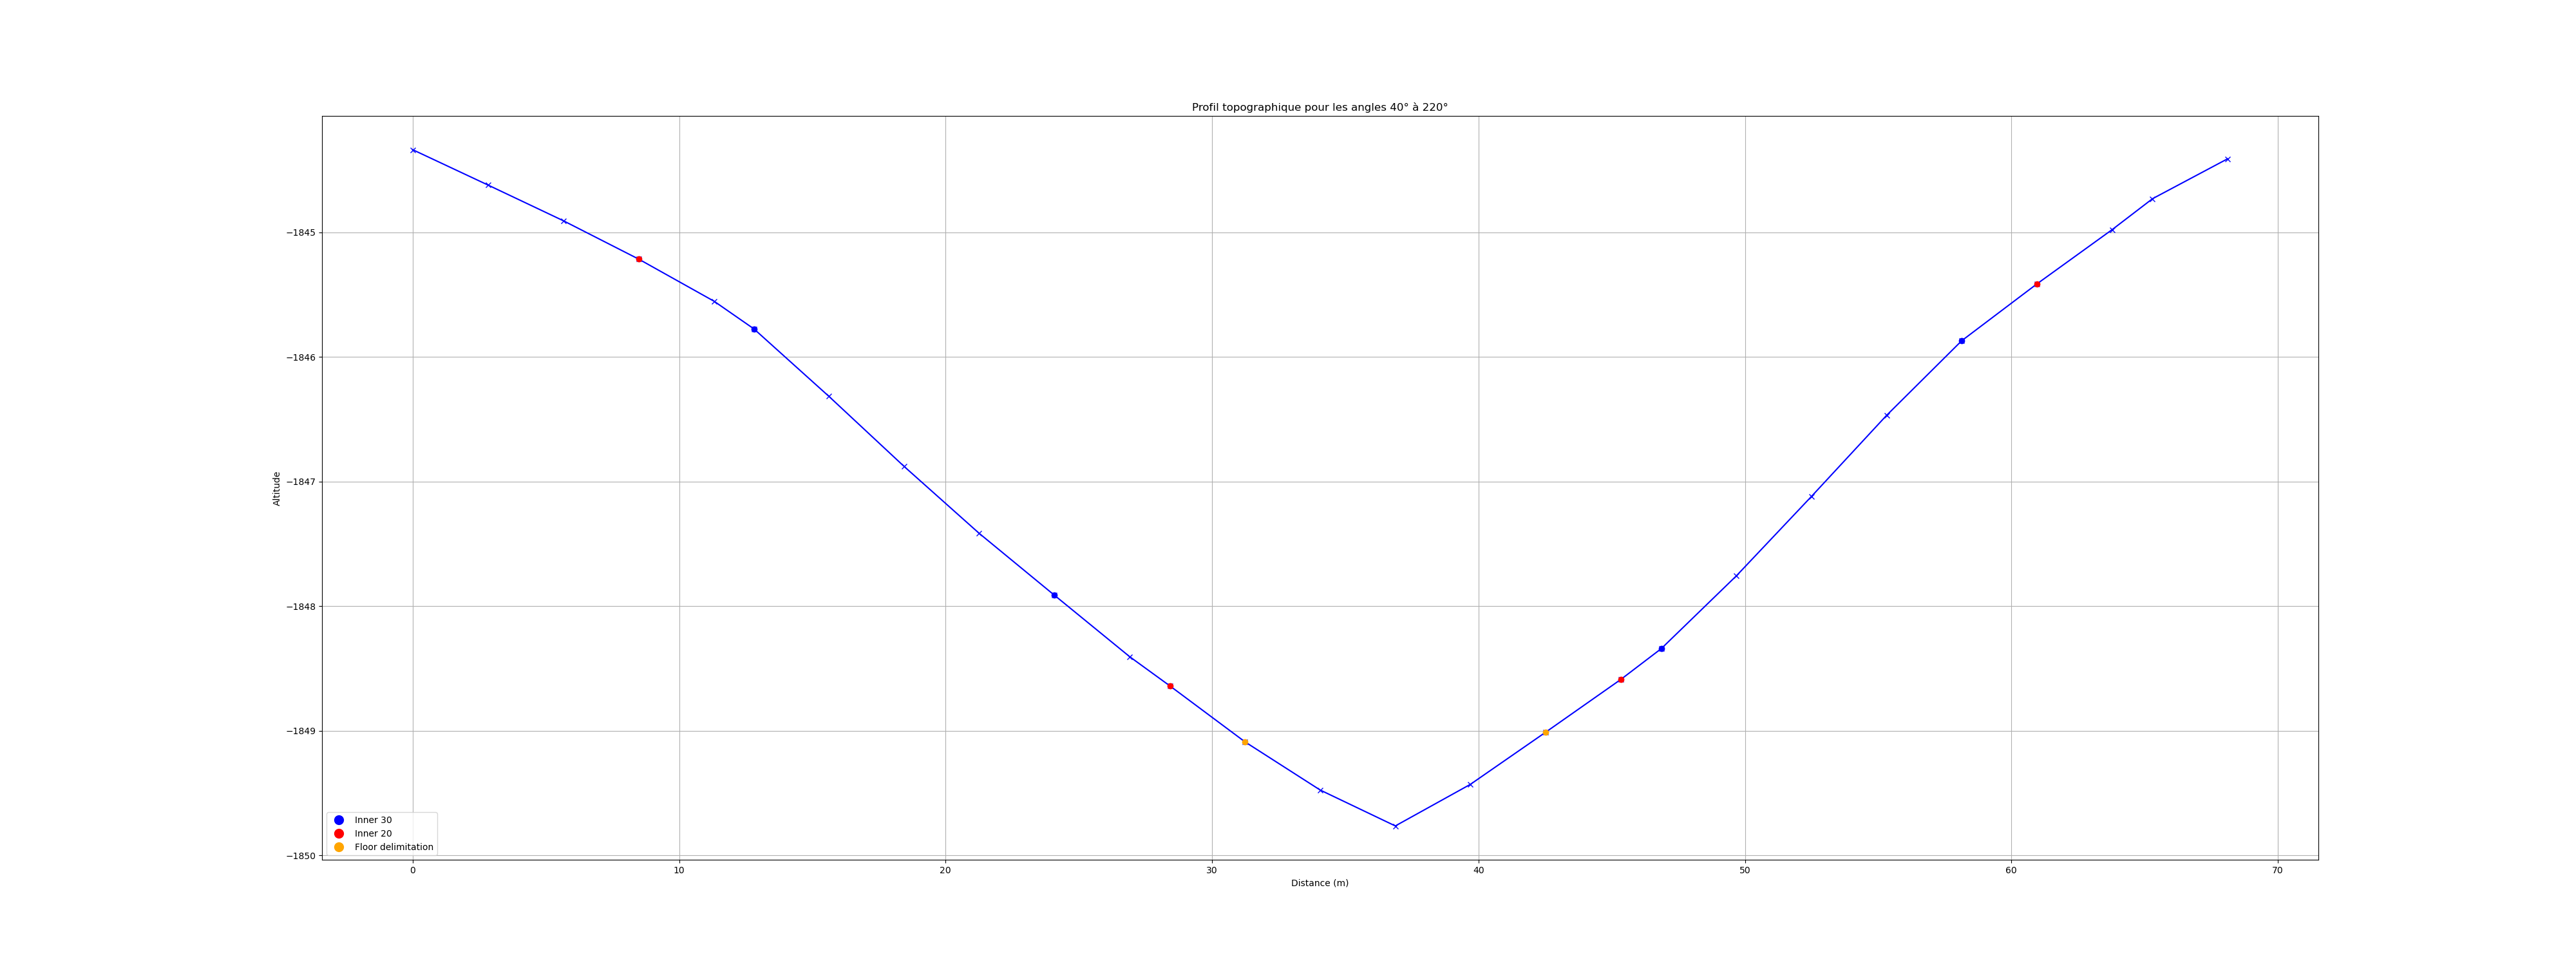 Profil topographique pour les angles 40° à 220°
Altitude
−1845
−1846
−1847
−1848
−1849
−1850
Inner 30
Inner 20
Floor delimitation
0 10 20 30 40 50 60 70
Distance (m)